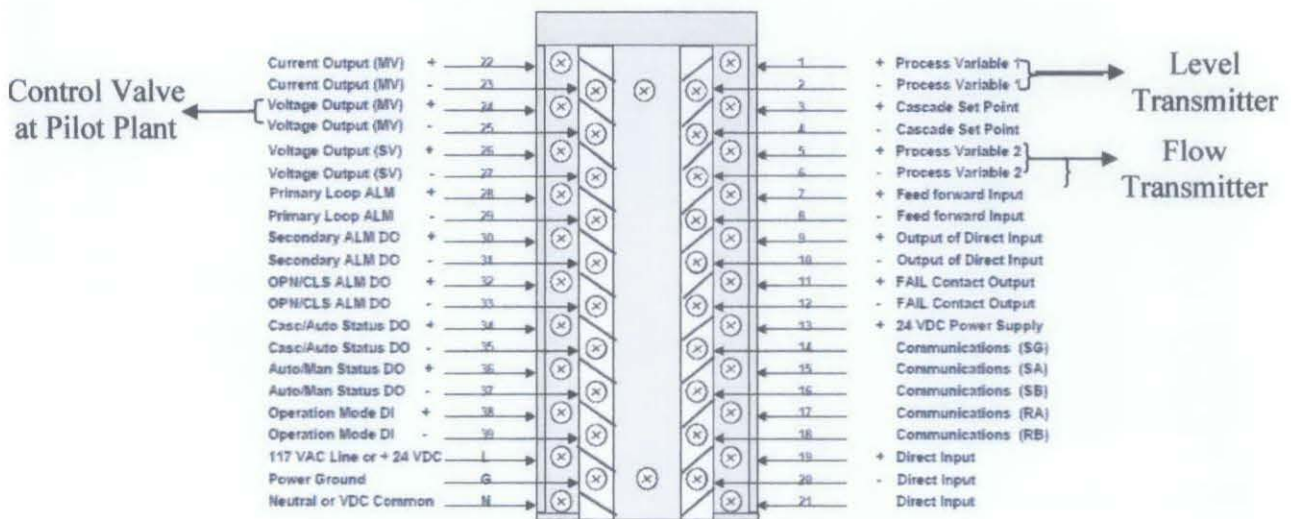 Control Valve
at Pilot Plant
Current Output (MV) + 22
Current Output (MV) - 23
Voltage Output (MV) + 24
Voltage Output (MV) - 25
Voltage Output (SV) + 26
Voltage Output (SV) - 27
Primary Loop ALM + 28
Primary Loop ALM - 29
Secondary ALM DO + 30
Secondary ALM DO - 31
OPN/CLS ALM DO + 32
OPN/CLS ALM DO - 33
Casc/Auto Status DO + 34
Casc/Auto Status DO - 35
Auto/Man Status DO + 36
Auto/Man Status DO - 37
Operation Mode DI + 38
Operation Mode DI - 39
117 VAC Line or + 24 VDC L
Power Ground G
Neutral or VDC Common N
1 + Process Variable 1
2 - Process Variable 1
3 + Cascade Set Point
4 - Cascade Set Point
5 + Process Variable 2
6 - Process Variable 2
7 + Feed forward Input
8 - Feed forward Input
9 + Output of Direct Input
10 - Output of Direct Input
11 + FAIL Contact Output
12 - FAIL Contact Output
13 + 24 VDC Power Supply
14 Communications (SG)
15 Communications (SA)
16 Communications (SB)
17 Communications (RA)
18 Communications (RB)
19 + Direct Input
20 - Direct Input
21 Direct Input
Level
Transmitter
Flow
Transmitter